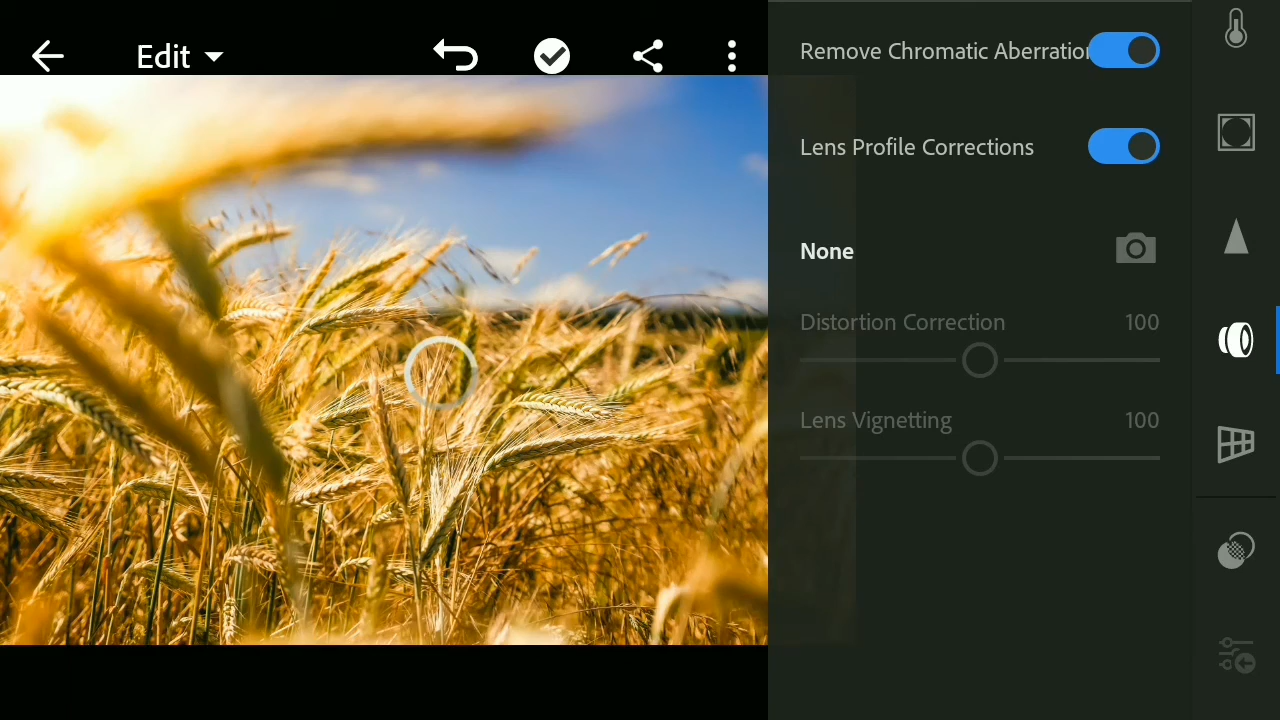 Edit
Remove Chromatic Aberration
Lens Profile Corrections
None
Distortion Correction 100
Lens Vignetting 100